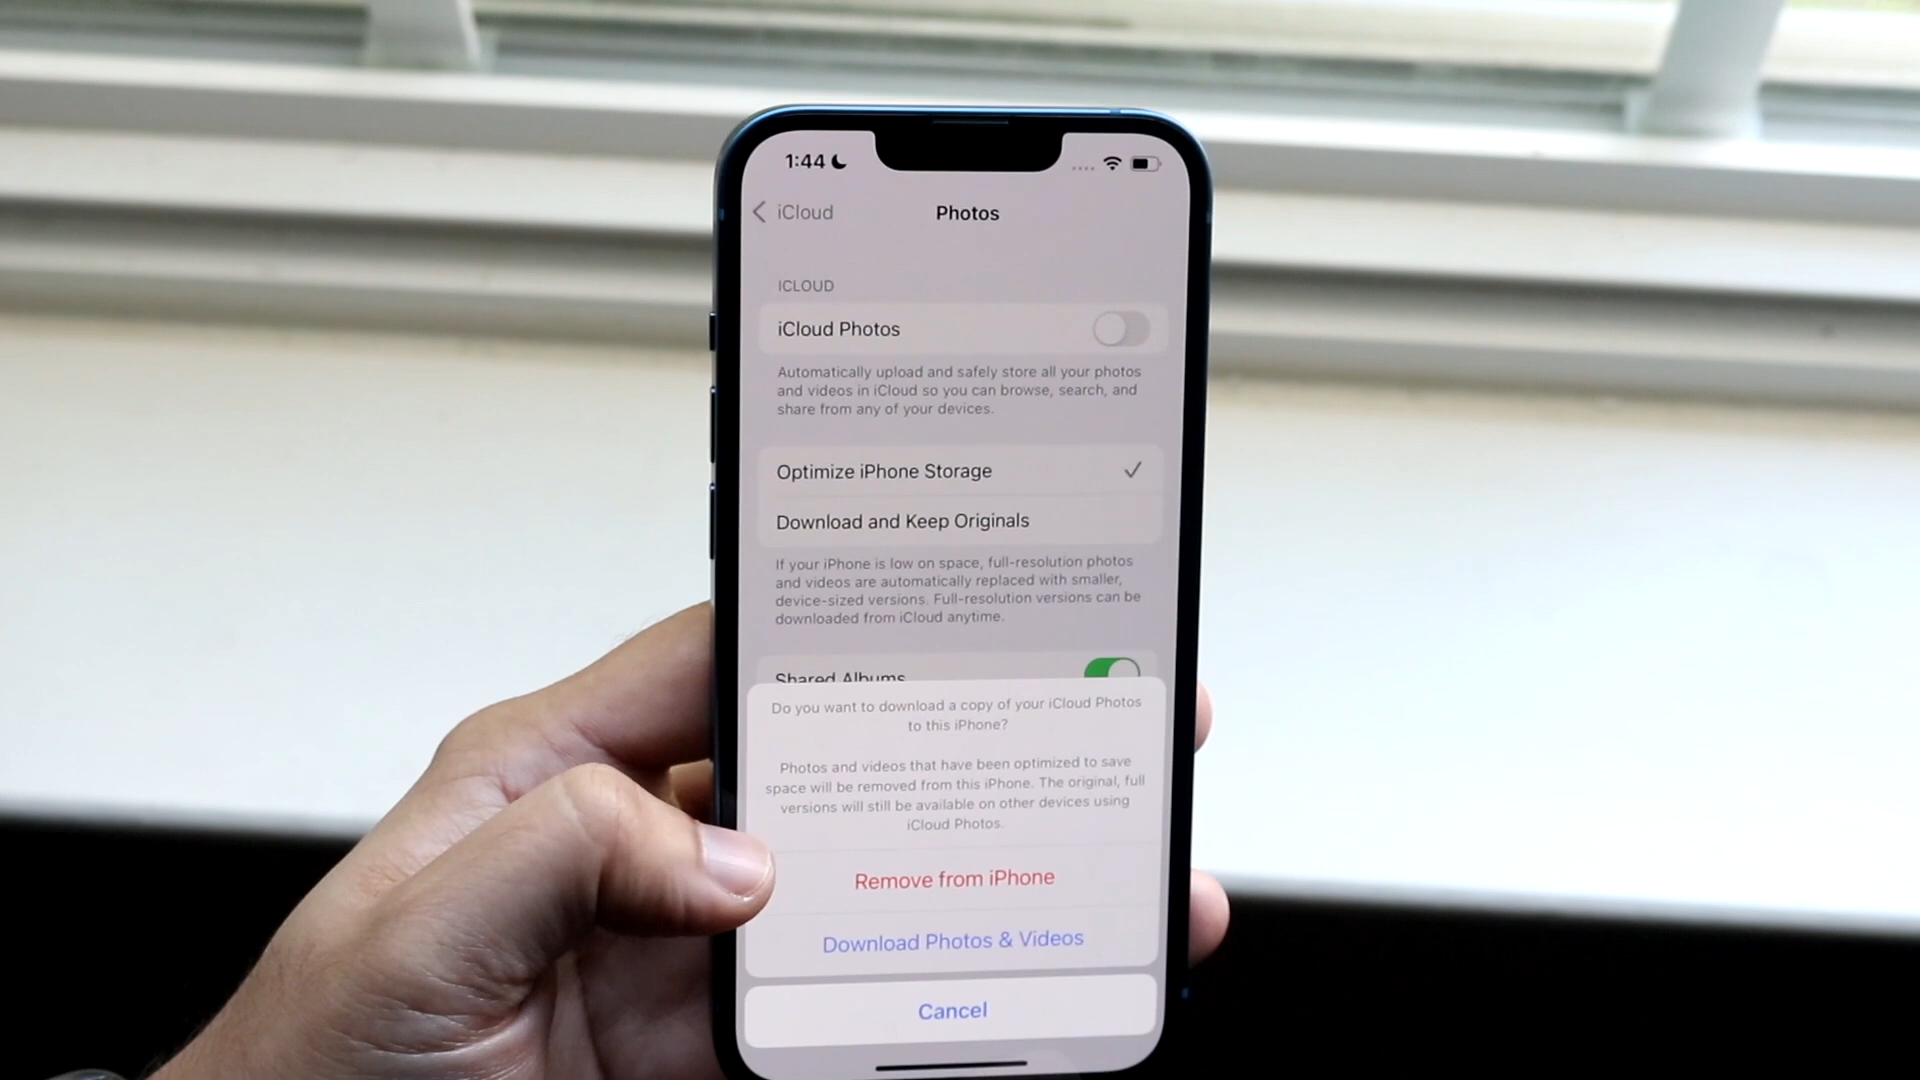 1:44
iCloud
Photos
ICLOUD
iCloud Photos
Automatically upload and safely store all your photos
and videos in iCloud so you can browse, search, and
share from any of your devices.
Optimize iPhone Storage
Download and Keep Originals
If your iPhone is low on space, full-resolution photos
and videos are automatically replaced with smaller,
device-sized versions. Full-resolution versions can be
downloaded from iCloud anytime.
Shared Albums
Do you want to download a copy of your iCloud Photos
to this iPhone?
Photos and videos that have been optimized to save
space will be removed from this iPhone. The original, full
versions will still be available on other devices using
iCloud Photos.
Remove from iPhone
Download Photos & Videos
Cancel